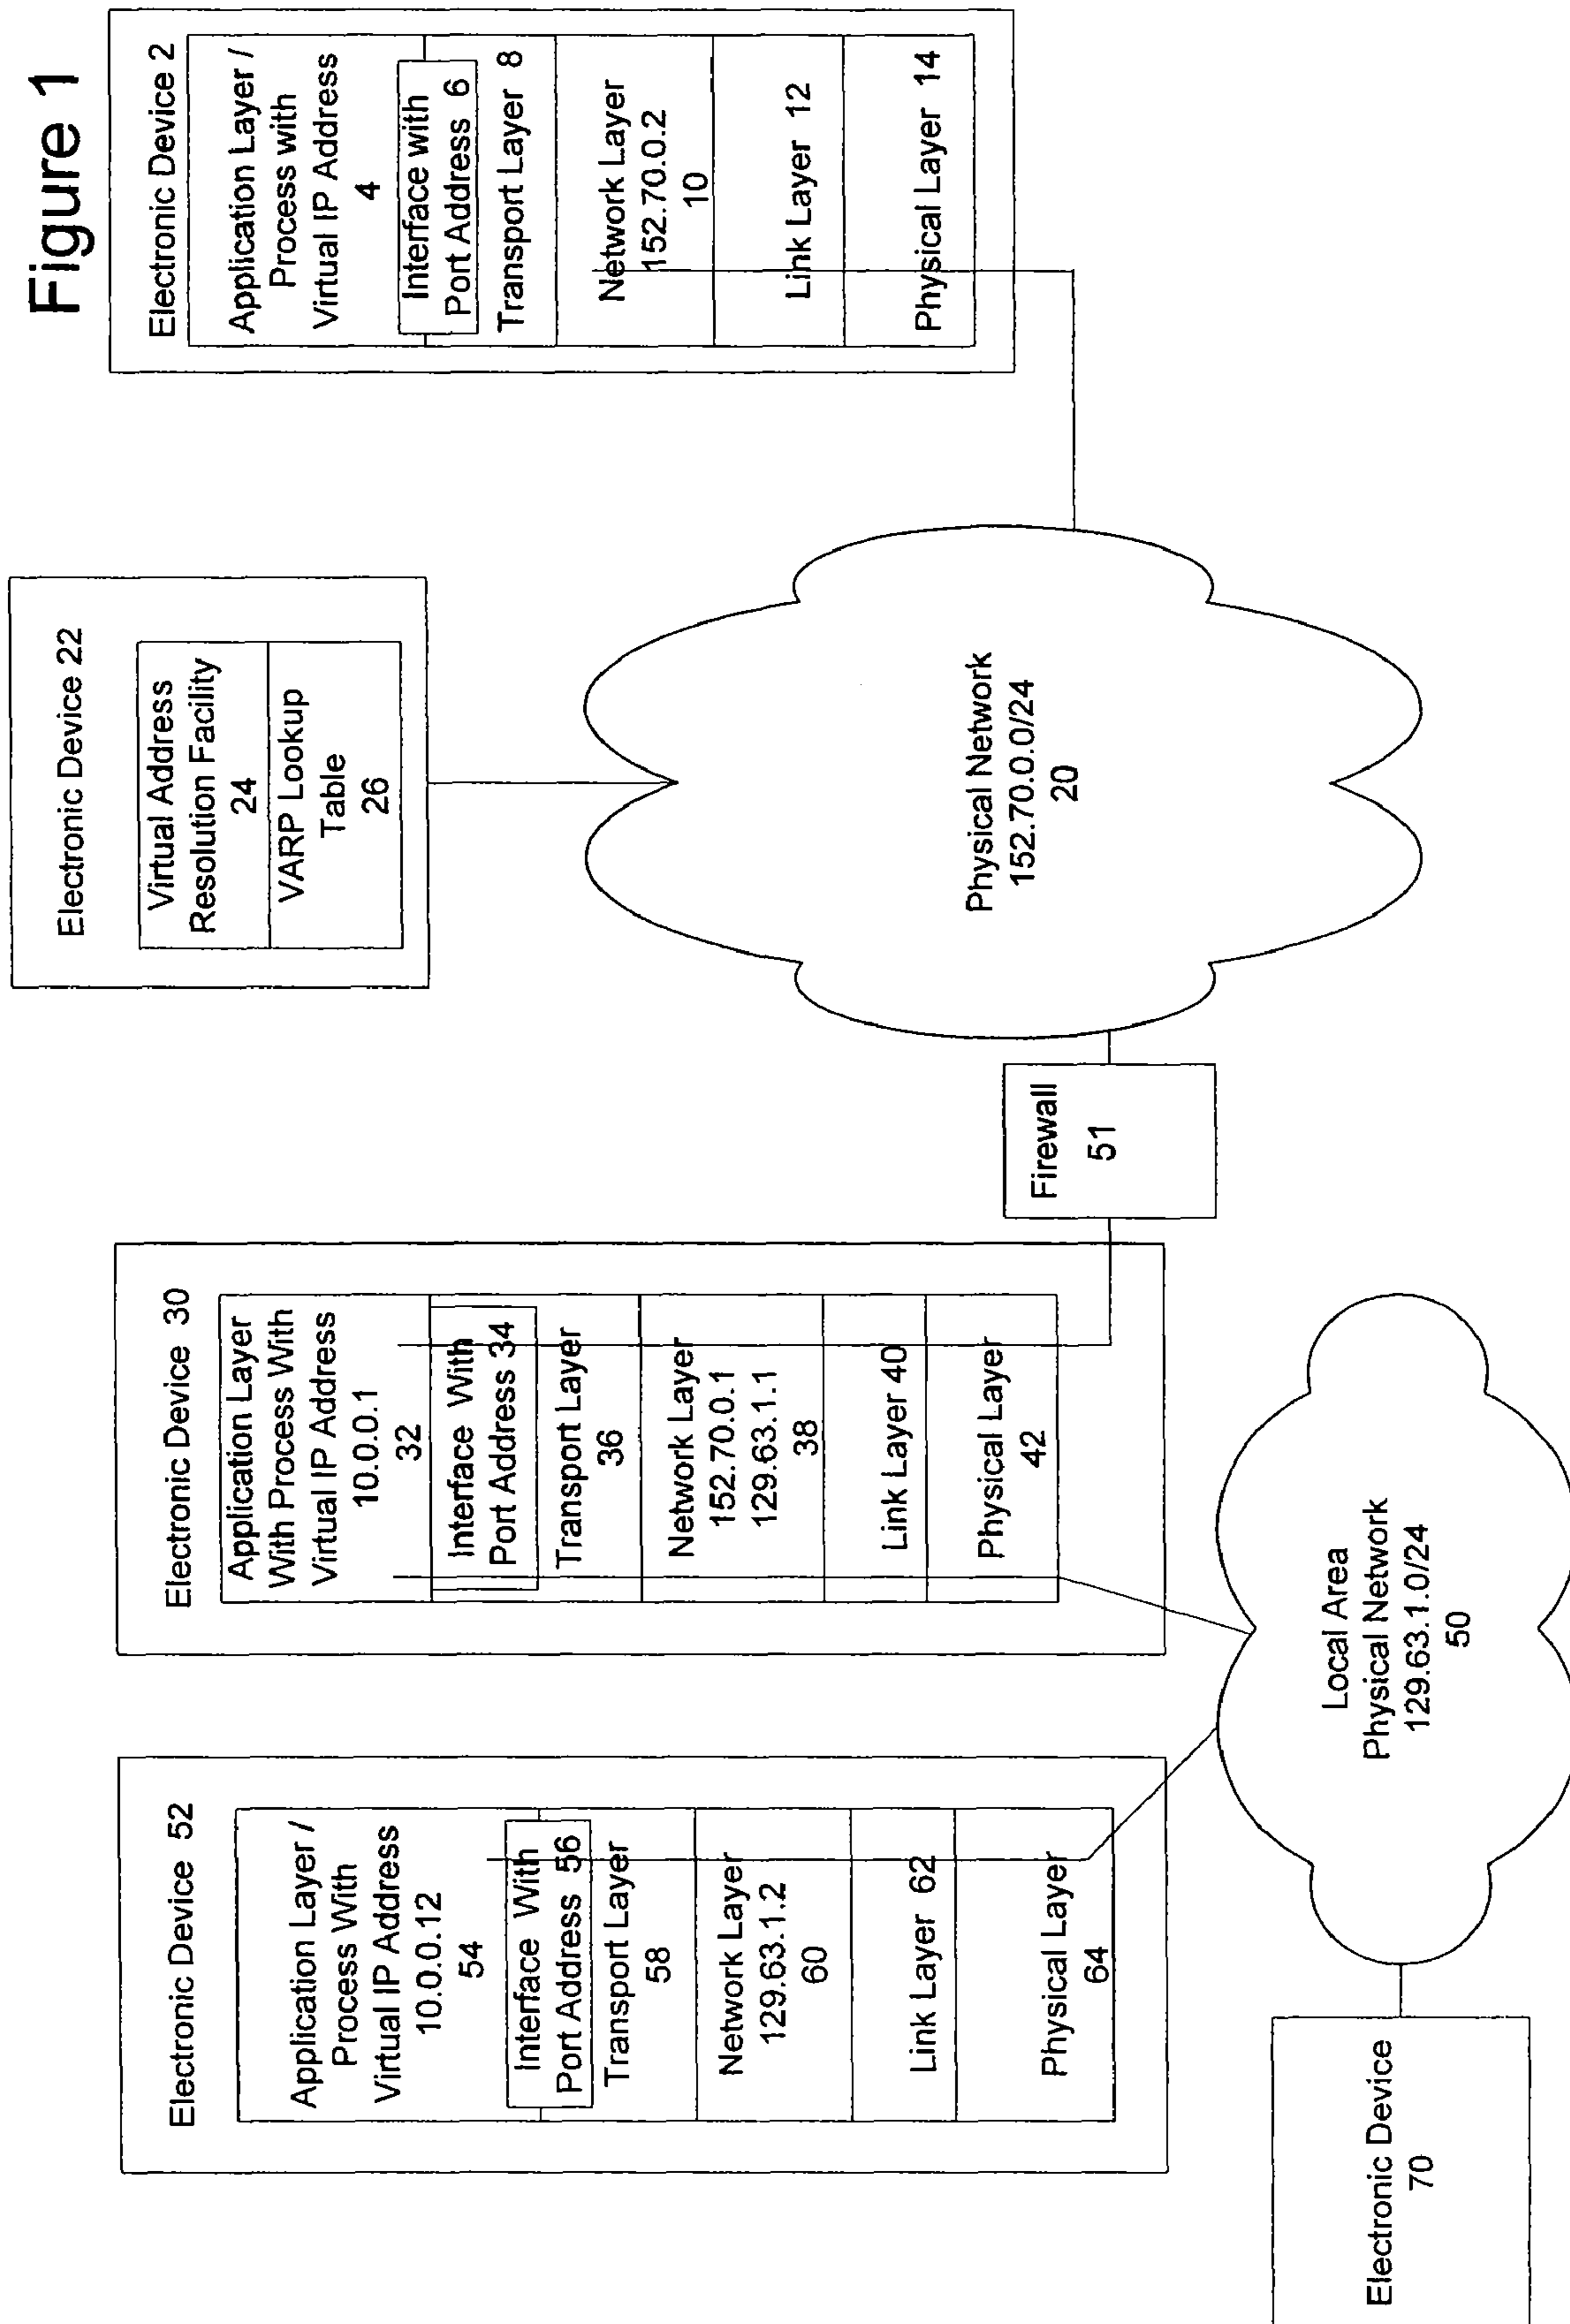 Figure 1
Electronic Device 52
Application Layer /
Process With
Virtual IP Address
10.0.0.12
54
Interface With
Port Address 56
Transport Layer
58
Network Layer
129.63.1.2
60
Link Layer 62
Physical Layer
64
Electronic Device 30
Application Layer
With Process With
Virtual IP Address
10.0.0.1
32
Interface With
Port Address 34
Transport Layer
36
Network Layer
152.70.0.1
129.63.1.1
38
Link Layer 40
Physical Layer
42
Electronic Device 22
Virtual Address
Resolution Facility
24
VARP Lookup
Table
26
Electronic Device 2
Application Layer /
Process with
Virtual IP Address
4
Interface with
Port Address 6
Transport Layer 8
Network Layer
152.70.0.2
10
Link Layer 12
Physical Layer 14
Physical Network
152.70.0.0/24
20
Firewall
51
Local Area
Physical Network
129.63.1.0/24
50
Electronic Device
70